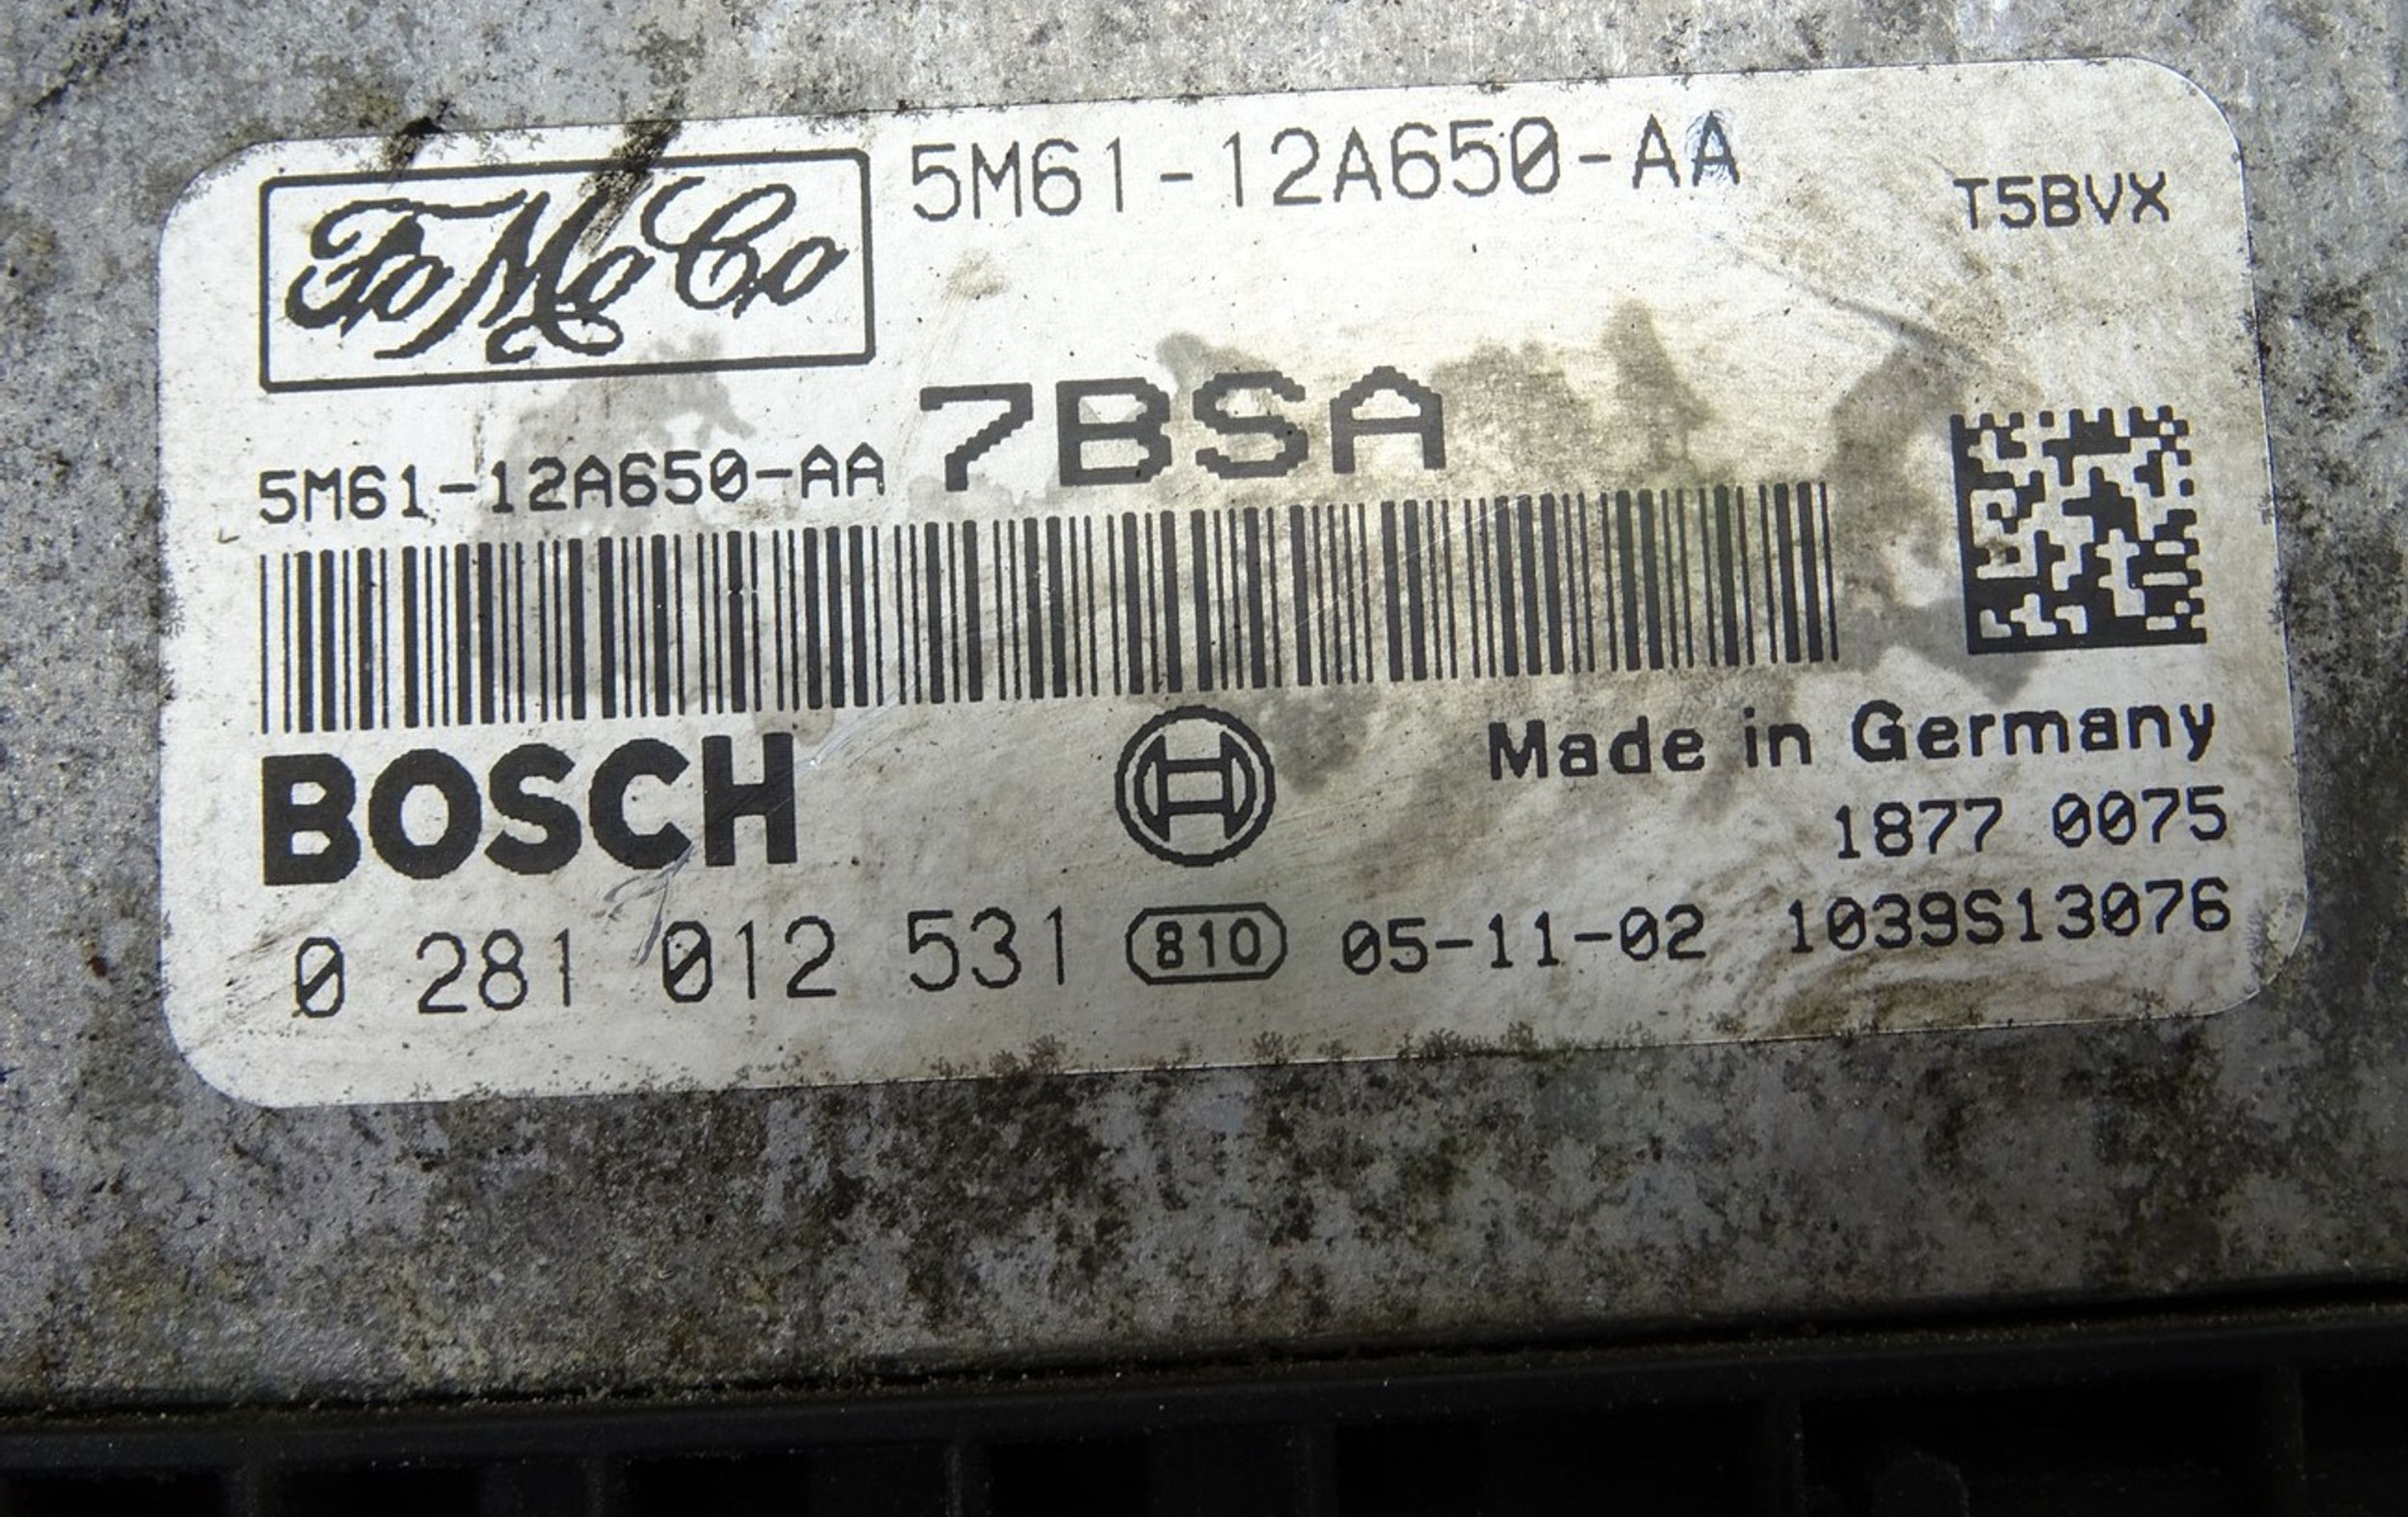 FoMoCo 5M61-12A650-AA T5BVX
5M61-12A650-AA 7BSA
BOSCH Made in Germany
1877 0075
0 281 012 531 810 05-11-02 1039S13076